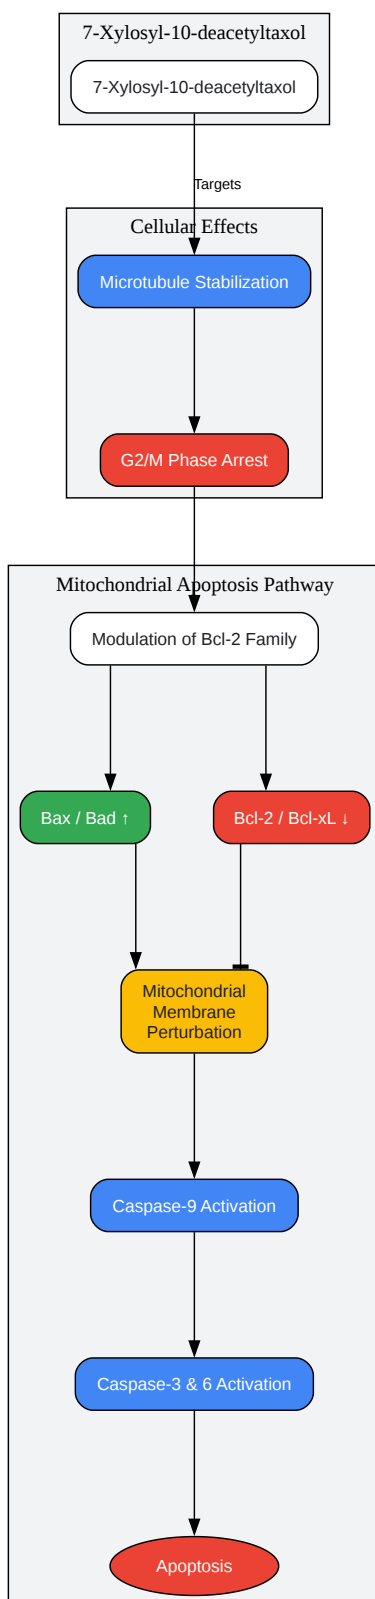 7-Xylosyl-10-deacetyltaxol
7-Xylosyl-10-deacetyltaxol
Targets
Cellular Effects
Microtubule Stabilization
G2/M Phase Arrest
Mitochondrial Apoptosis Pathway
Modulation of Bcl-2 Family
Bax / Bad ↑
Bcl-2 / Bcl-xL ↓
Mitochondrial
Membrane
Perturbation
Caspase-9 Activation
Caspase-3 & 6 Activation
Apoptosis